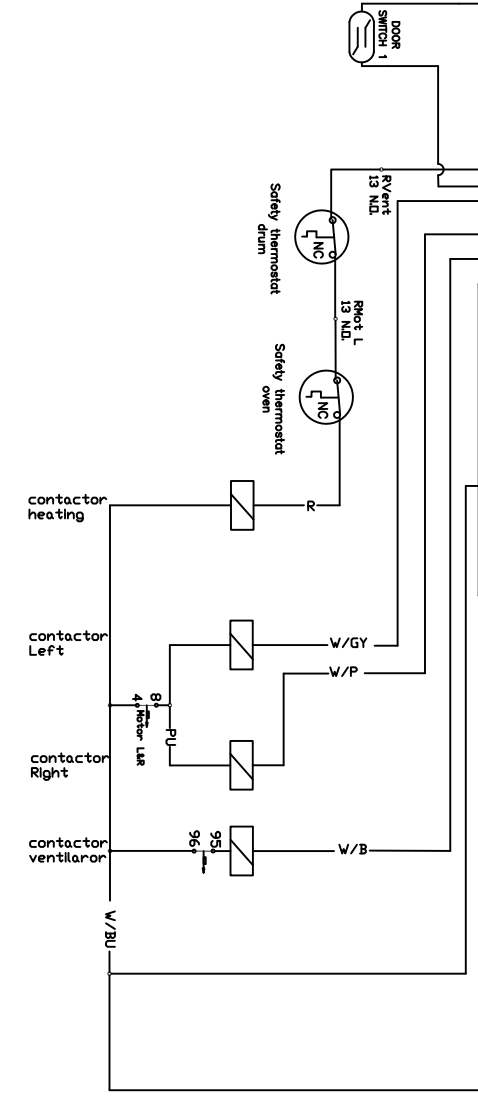 DOOR
SWITCH 1
RVent
13 N.O.
Safety thermostat
drum
NC
RMot L
13 N.O.
Safety thermostat
oven
NC
contactor
heating
R
contactor
Left
W/GY
W/P
4 8
Motor L&R
PU
contactor
Right
contactor
ventilaror
96 95
W/B
W/BU